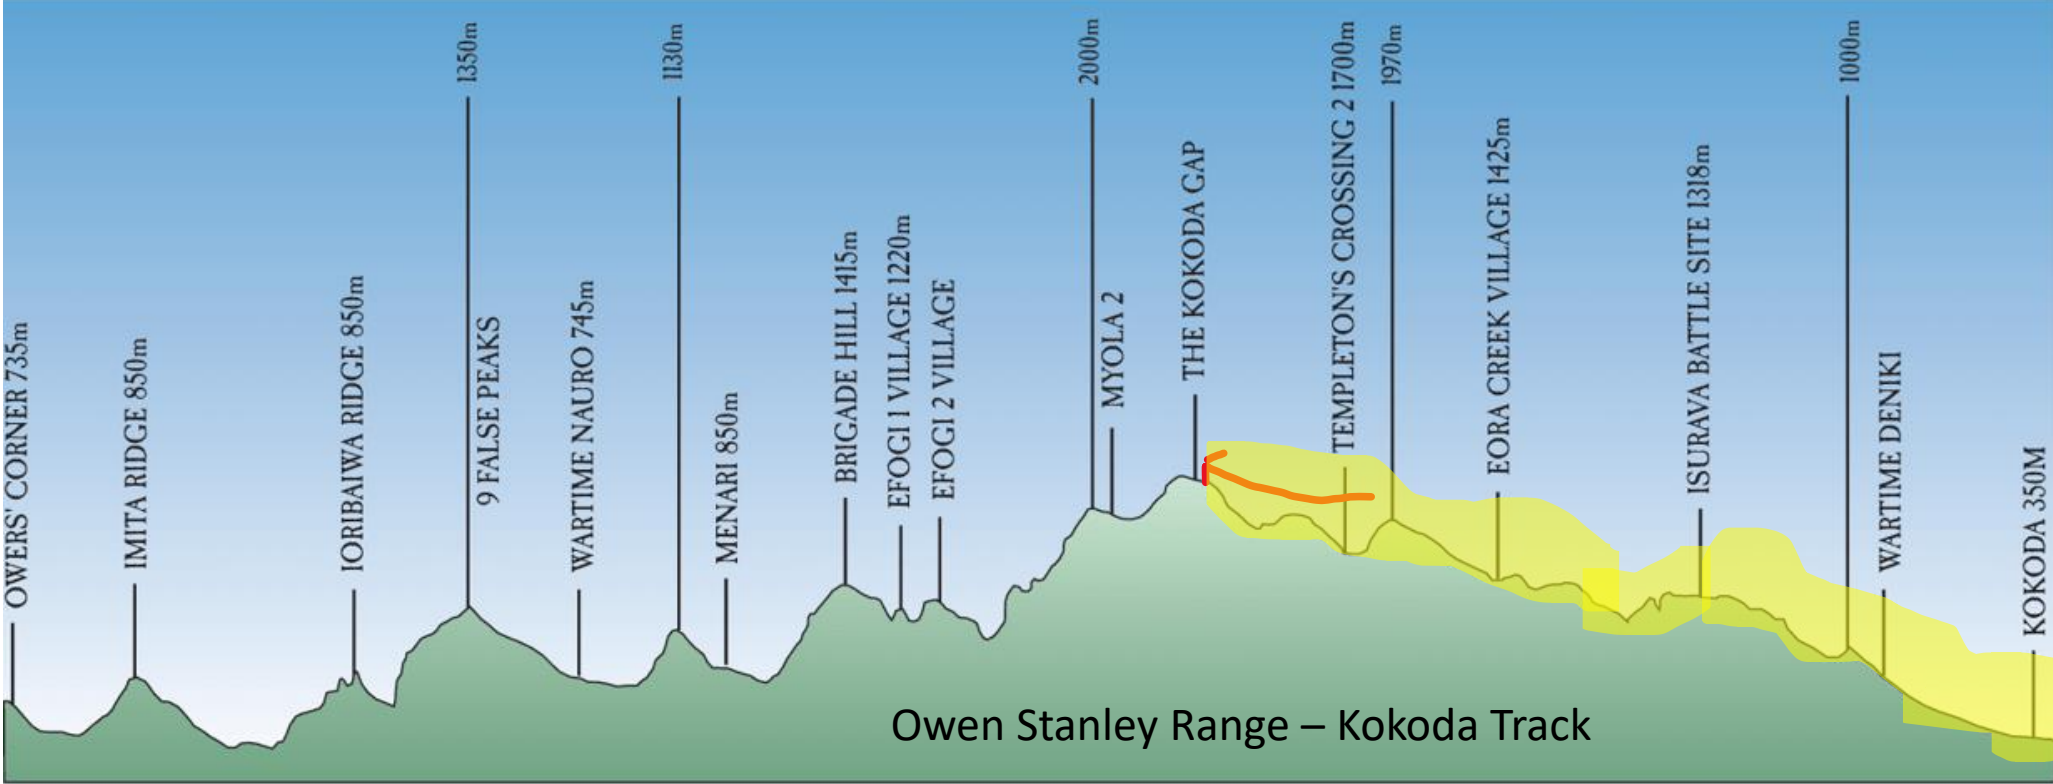 OWERS' CORNER 735m
IMITA RIDGE 850m
IORIBAIWA RIDGE 850m
1350m
9 FALSE PEAKS
WARTIME NAURO 745m
1130m
MENARI 850m
BRIGADE HILL 1415m
EFOGI 1 VILLAGE 1220m
EFOGI 2 VILLAGE
2000m
MYOLA 2
THE KOKODA GAP
TEMPLETON'S CROSSING 2 1700m
1970m
EORA CREEK VILLAGE 1425m
ISURAVA BATTLE SITE 1318m
1000m
WARTIME DENIKI
KOKODA 350M
Owen Stanley Range – Kokoda Track